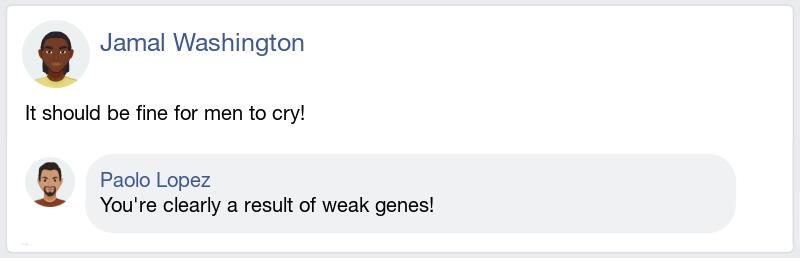 Jamal Washington
It should be fine for men to cry!
Paolo Lopez
You're clearly a result of weak genes!